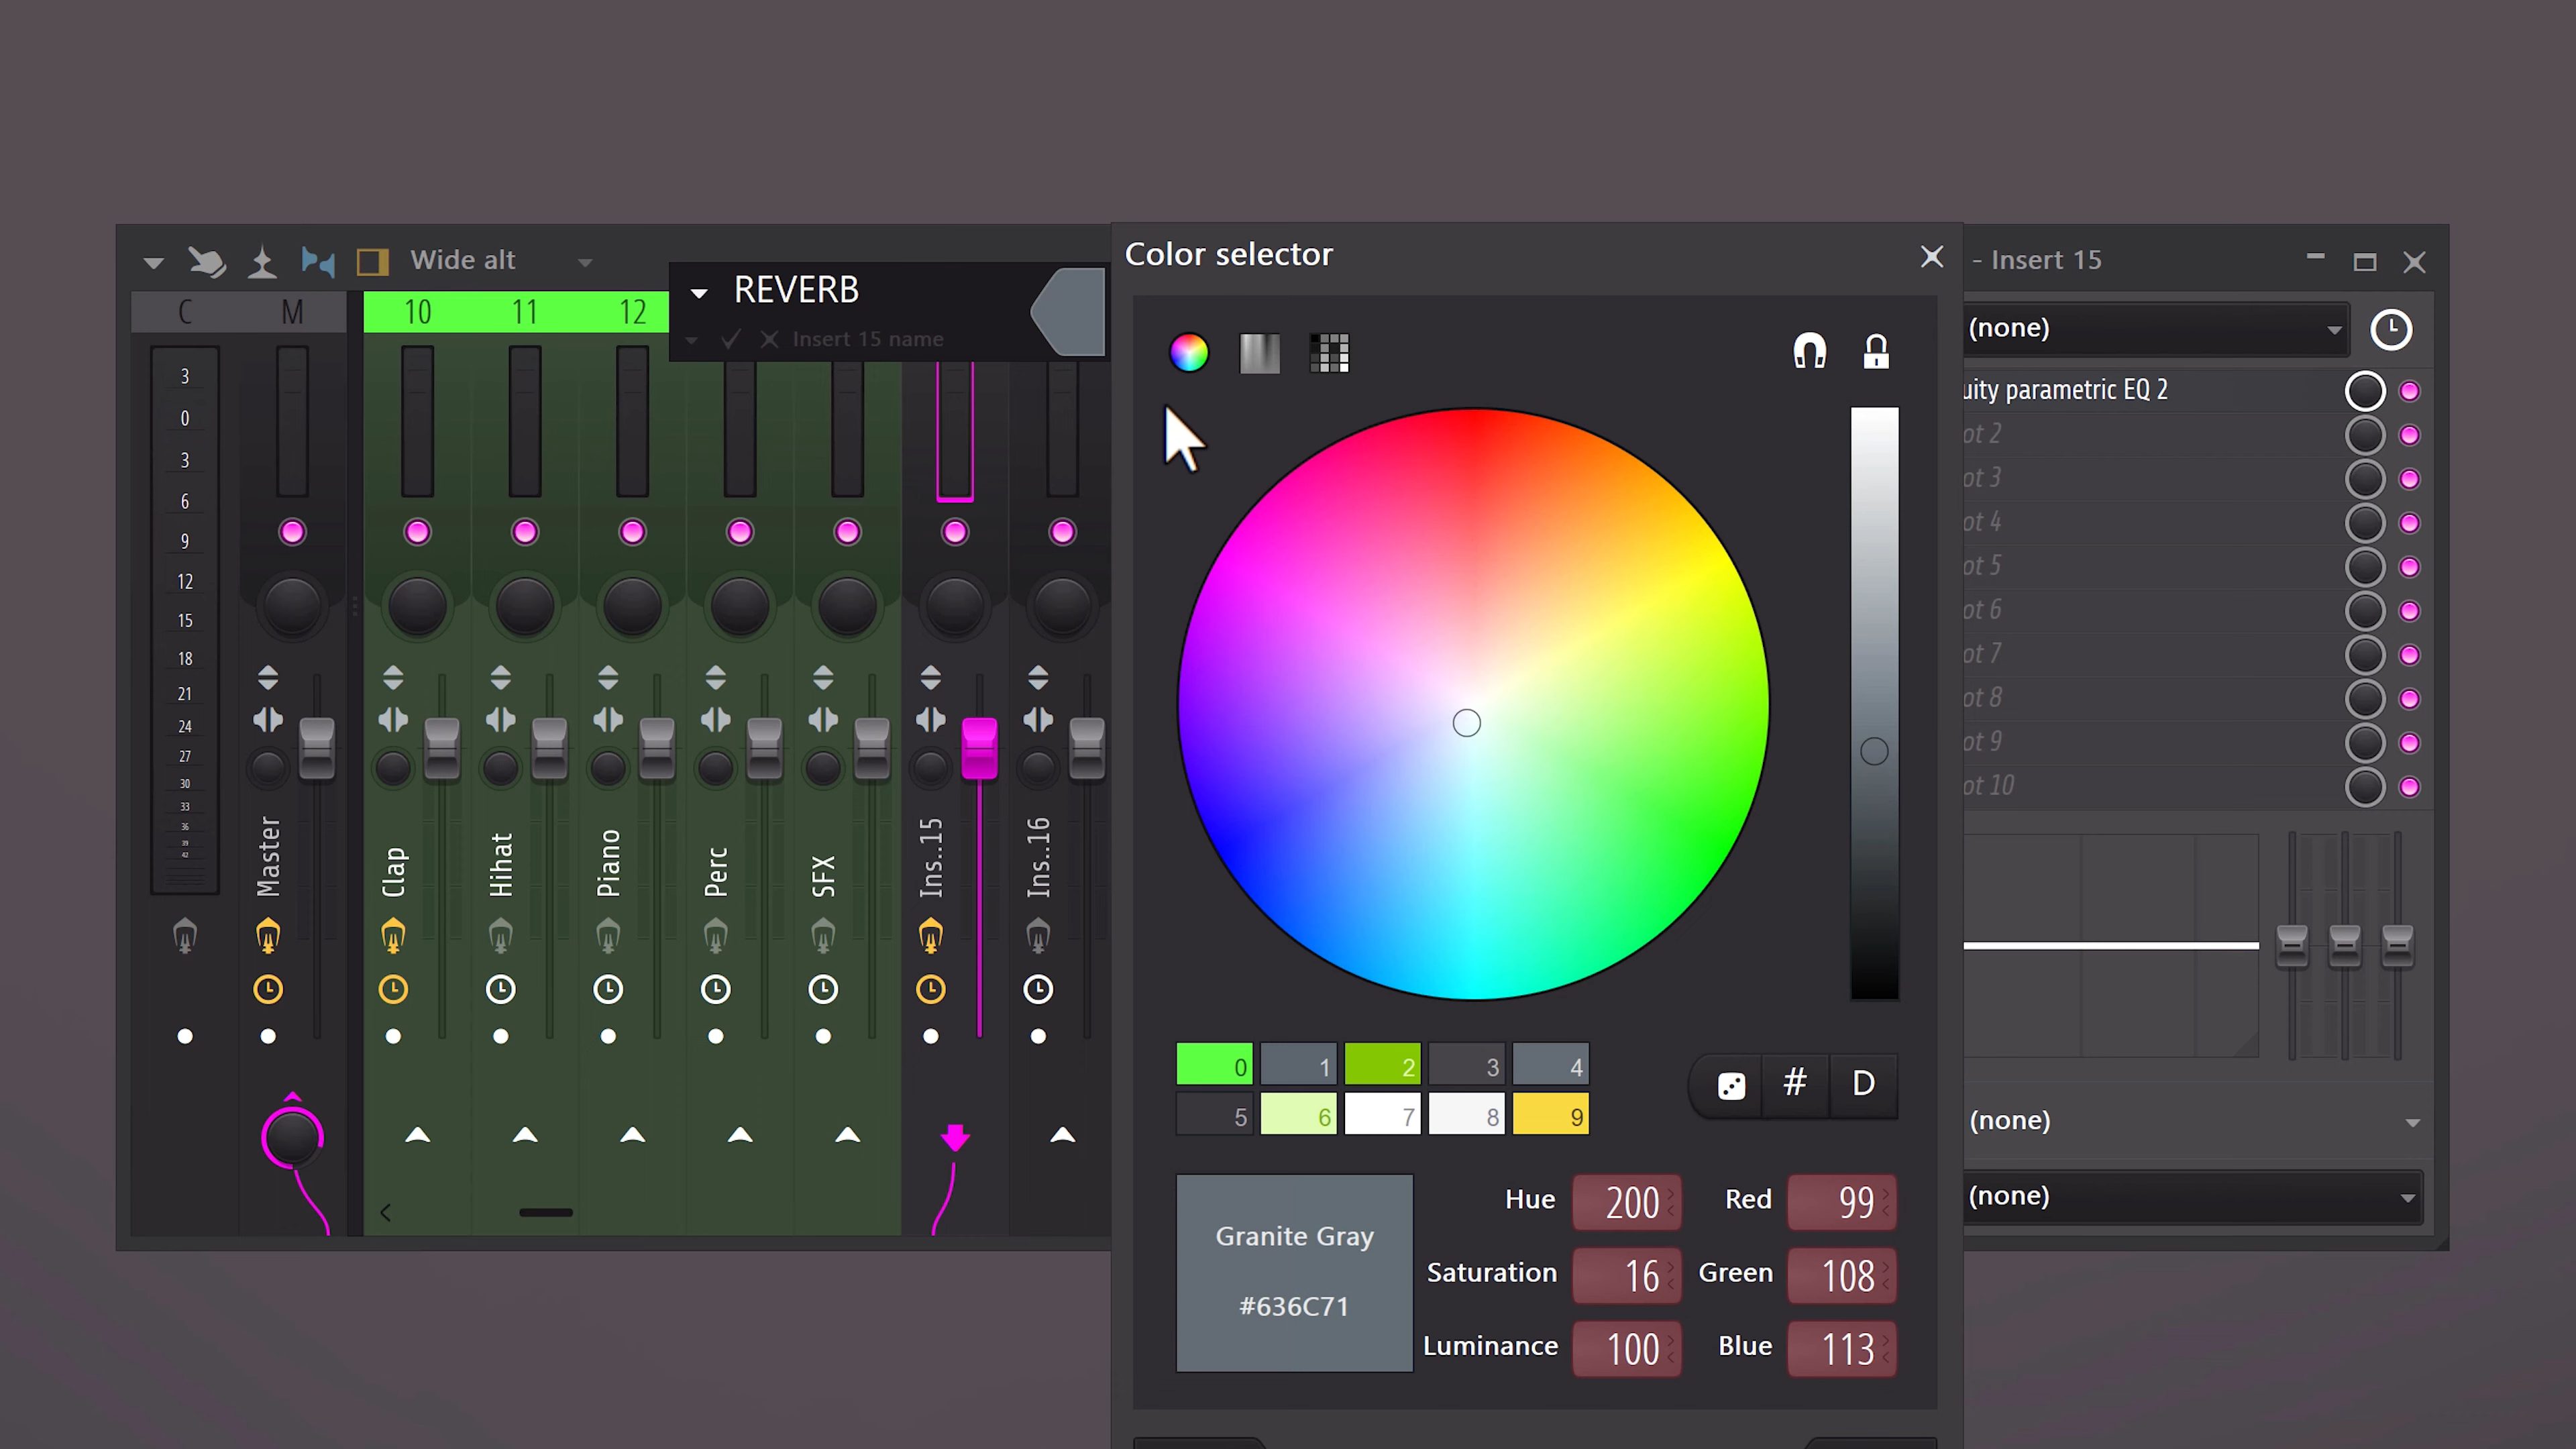 Wide alt
C M 10 11 12
REVERB
Insert 15 name
3
0
3
6
9
12
15
18
21
24
27
30
33
36
39
42
Master
Clap
Hihat
Piano
Perc
SFX
Ins..15
Ins..16
Color selector
0 1 2 3 4
5 6 7 8 9
# D
Granite Gray
#636C71
Hue 200 Red 99
Saturation 16 Green 108
Luminance 100 Blue 113
- Insert 15
(none)
uity parametric EQ 2
ot 2
ot 3
ot 4
ot 5
ot 6
ot 7
ot 8
ot 9
ot 10
(none)
(none)